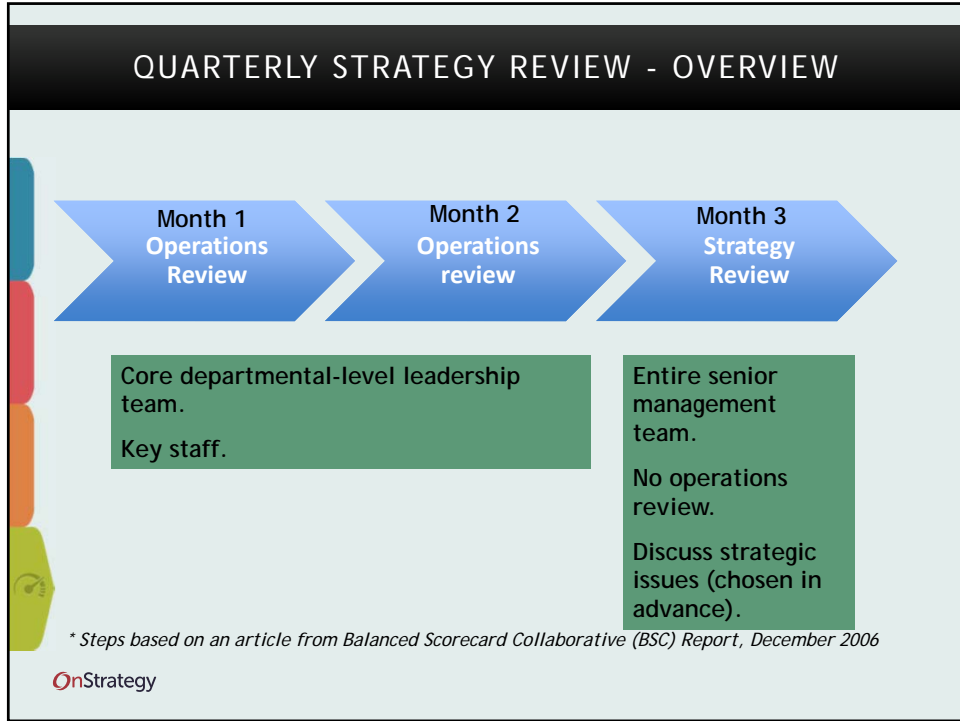 QUARTERLY STRATEGY REVIEW - OVERVIEW
Month 1
Operations
Review
Month 2
Operations
review
Month 3
Strategy
Review
Core departmental-level leadership
team.
Key staff.
Entire senior
management
team.
No operations
review.
Discuss strategic
issues (chosen in
advance).
* Steps based on an article from Balanced Scorecard Collaborative (BSC) Report, December 2006
OnStrategy